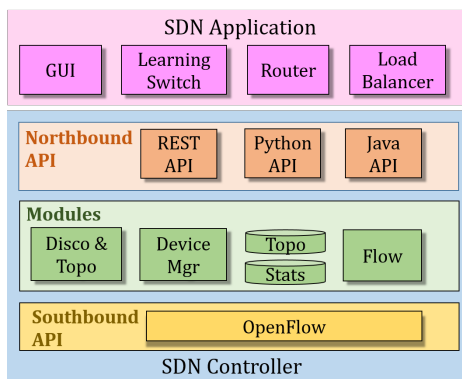 SDN Application
GUI
Learning
Switch
Router
Load
Balancer
Northbound
API
REST
API
Python
API
Java
API
Modules
Disco &
Topo
Device
Mgr
Topo
Stats
Flow
Southbound
API
OpenFlow
SDN Controller